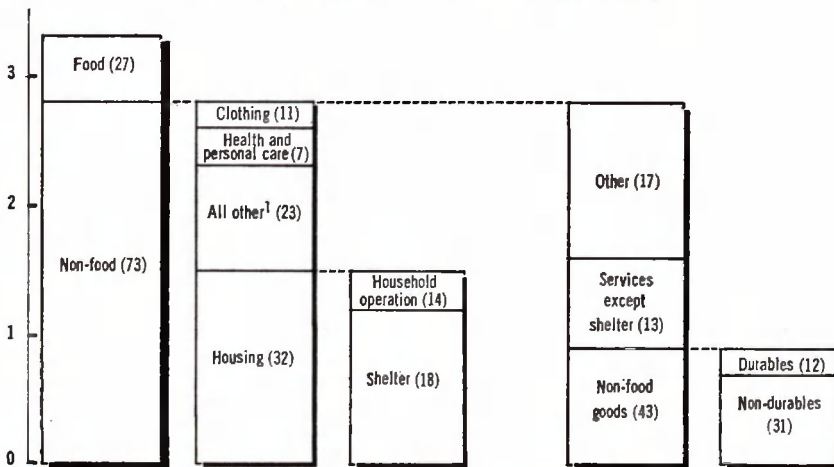 3
2
1
0
Food (27)
Non-food (73)
Clothing (11)
Health and
personal care (7)
All other¹ (23)
Housing (32)
Household
operation (14)
Shelter (18)
Other (17)
Services
except
shelter (13)
Non-food
goods (43)
Durables (12)
Non-durables
(31)